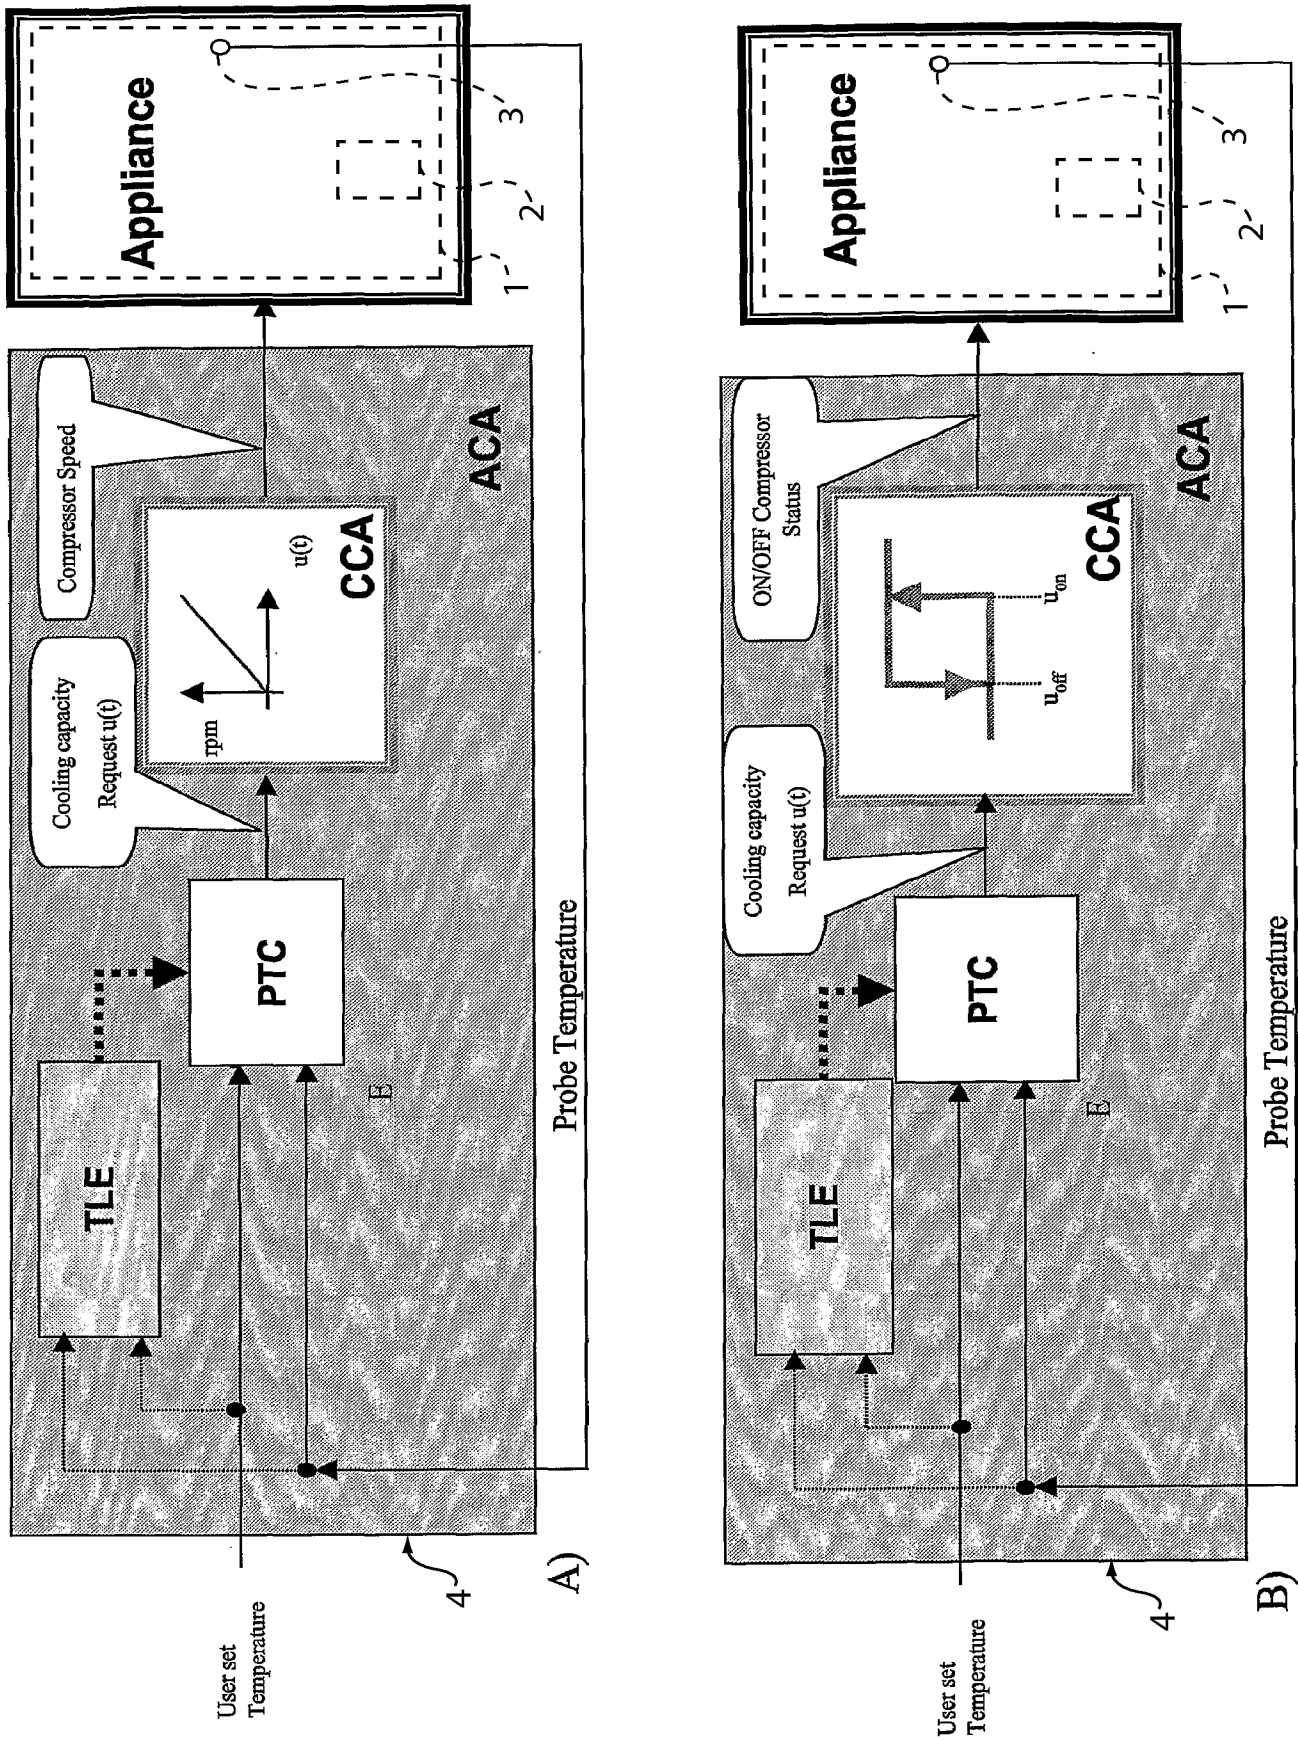 A)
User set
Temperature
4
TLE
PTC
E
Cooling capacity
Request u(t)
rpm
u(t)
CCA
Compressor Speed
ACA
Appliance
1
2
3
Probe Temperature
B)
User set
Temperature
4
TLE
PTC
E
Cooling capacity
Request u(t)
u_off
u_on
CCA
ON/OFF Compressor
Status
ACA
Appliance
1
2
3
Probe Temperature